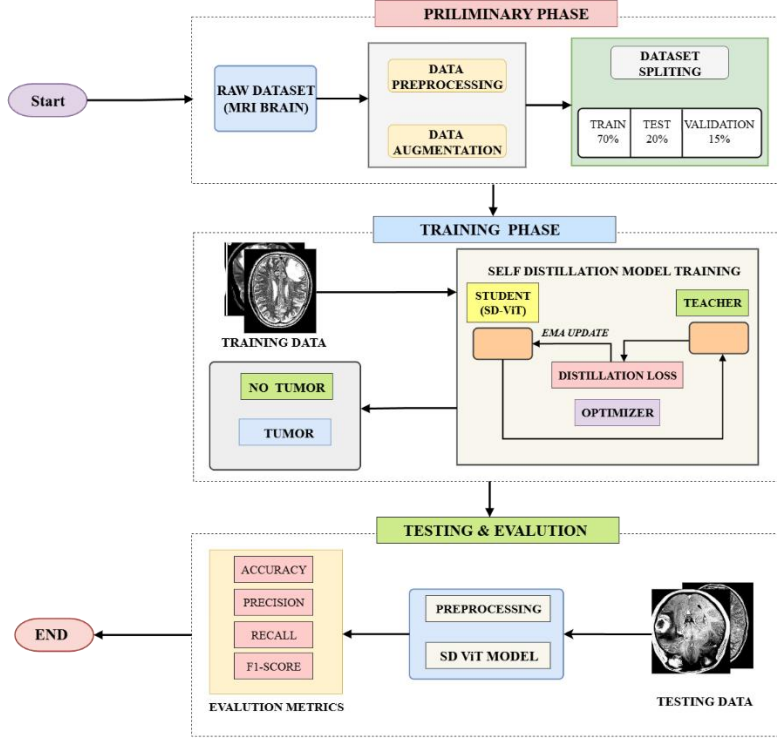 PRILIMINARY PHASE
Start
RAW DATASET
(MRI BRAIN)
DATA
PREPROCESSING
DATA
AUGMENTATION
DATASET
SPLITING
TRAIN
70%
TEST
20%
VALIDATION
15%
TRAINING PHASE
TRAINING DATA
SELF DISTILLATION MODEL TRAINING
STUDENT
(SD-ViT)
TEACHER
EMA UPDATE
DISTILLATION LOSS
OPTIMIZER
NO TUMOR
TUMOR
TESTING & EVALUTION
ACCURACY
PRECISION
RECALL
F1-SCORE
EVALUTION METRICS
PREPROCESSING
SD ViT MODEL
TESTING DATA
END